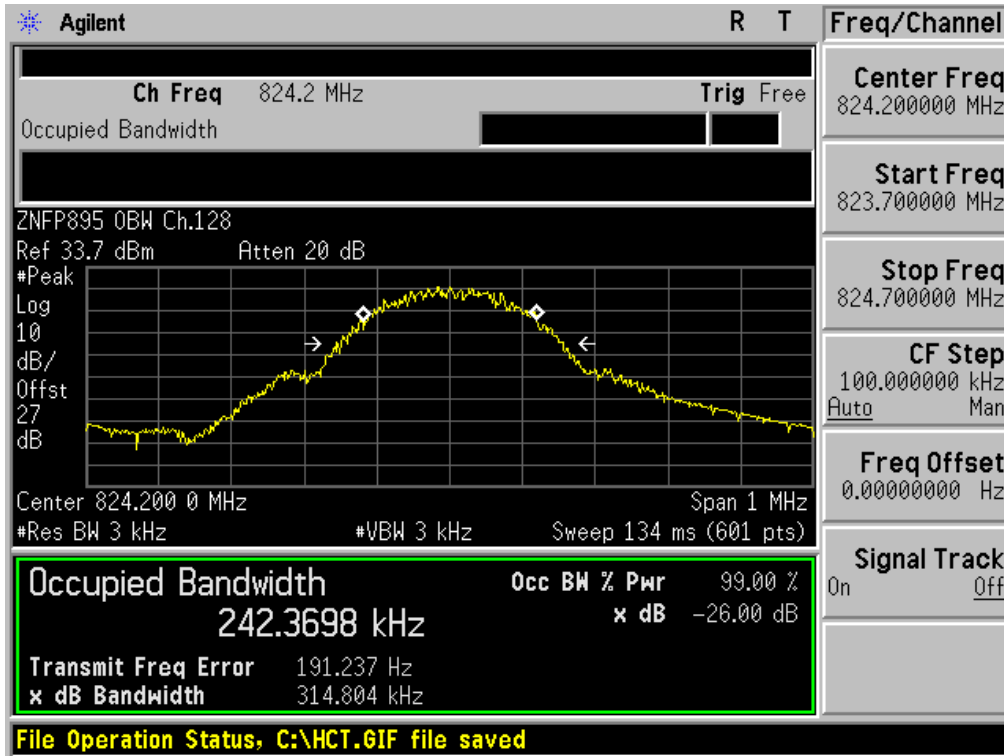 Agilent R T
Ch Freq 824.2 MHz Trig Free
Occupied Bandwidth
ZNFP895 OBW Ch.128
Ref 33.7 dBm Atten 20 dB
#Peak
Log
10
dB/
Offst
27
dB
Center 824.200 0 MHz Span 1 MHz
#Res BW 3 kHz #VBW 3 kHz Sweep 134 ms (601 pts)
Occupied Bandwidth
242.3698 kHz
Occ BW % Pwr 99.00 %
x dB -26.00 dB
Transmit Freq Error 191.237 Hz
x dB Bandwidth 314.804 kHz
File Operation Status, C:\HCT.GIF file saved
Freq/Channel
Center Freq
824.200000 MHz
Start Freq
823.700000 MHz
Stop Freq
824.700000 MHz
CF Step
100.000000 kHz
Auto Man
Freq Offset
0.00000000 Hz
Signal Track
On Off